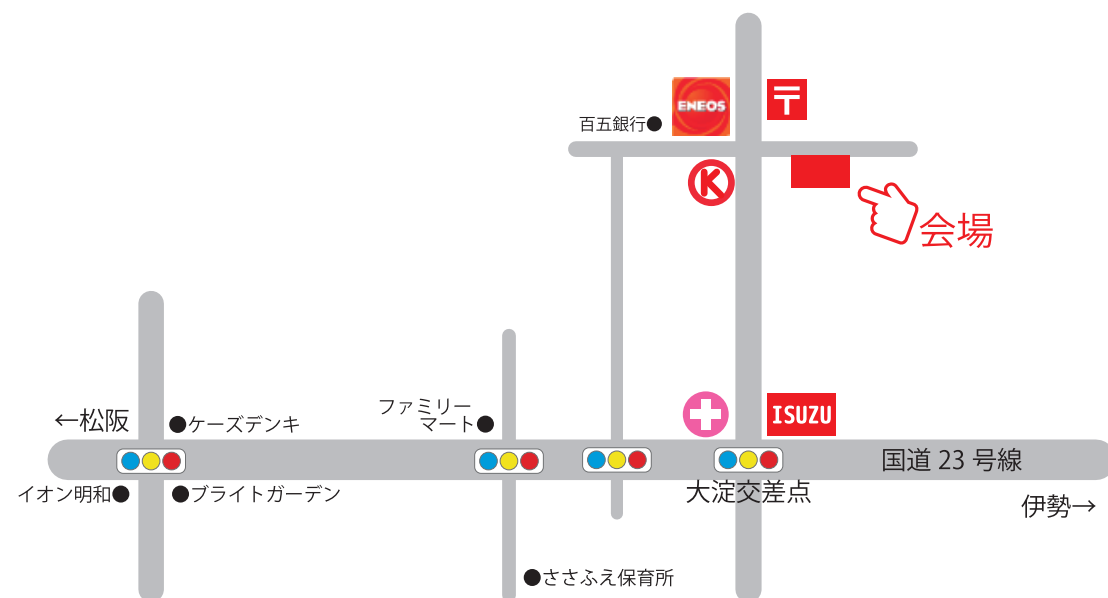 ENEOS
〒
百五銀行
K
会場
ファミリー
マート
←松阪
ケーズデンキ
ISUZU
国道 23 号線
イオン明和
ブライトガーデン
大淀交差点
伊勢→
ささふえ保育所